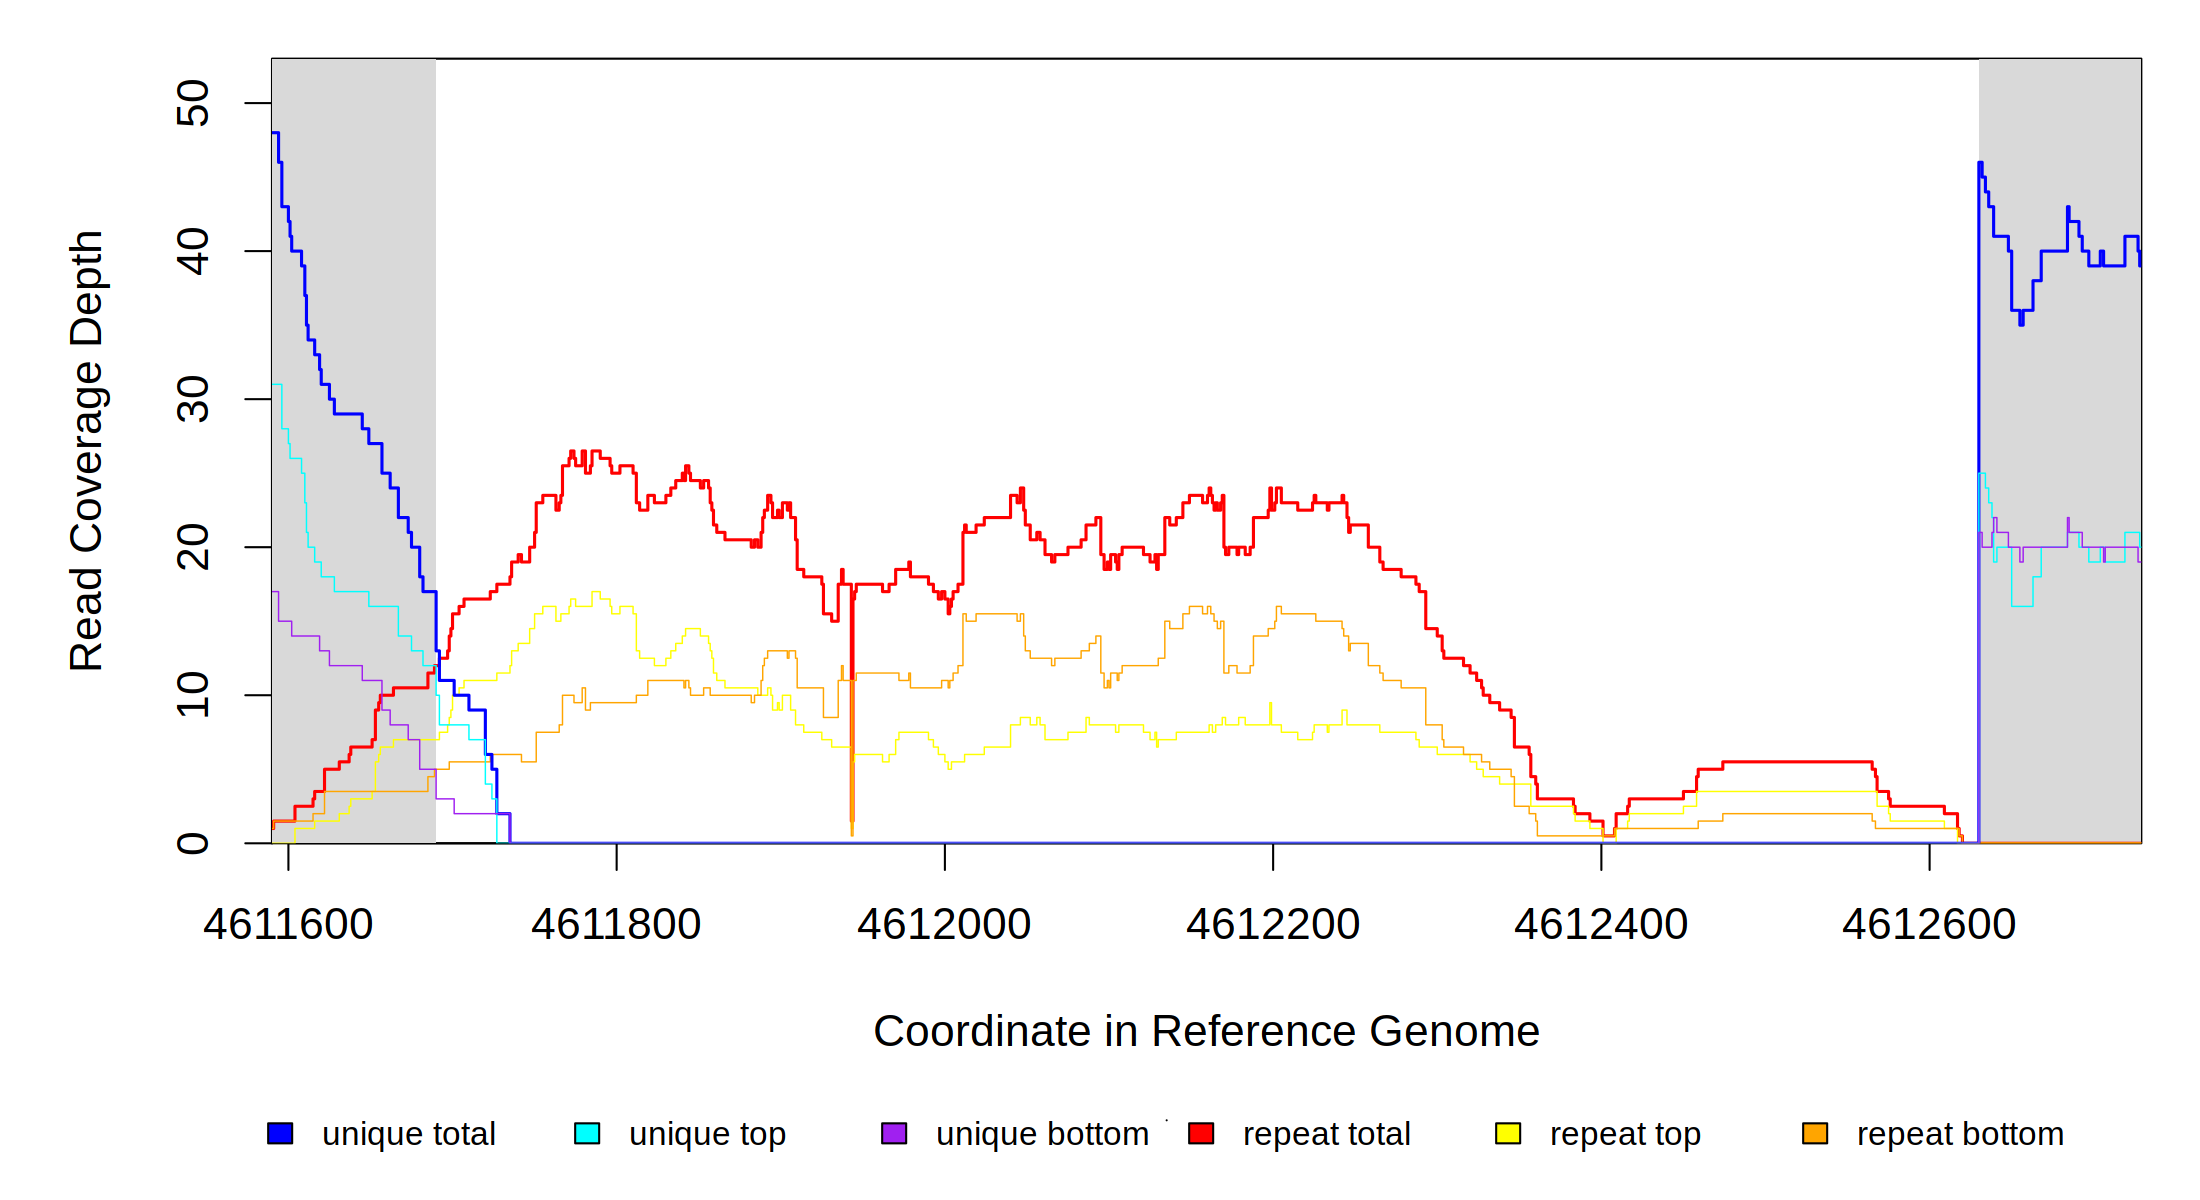 50
40
30
20
10
0
Read Coverage Depth
4611600 4611800 4612000 4612200 4612400 4612600
Coordinate in Reference Genome
unique total unique top unique bottom repeat total repeat top repeat bottom